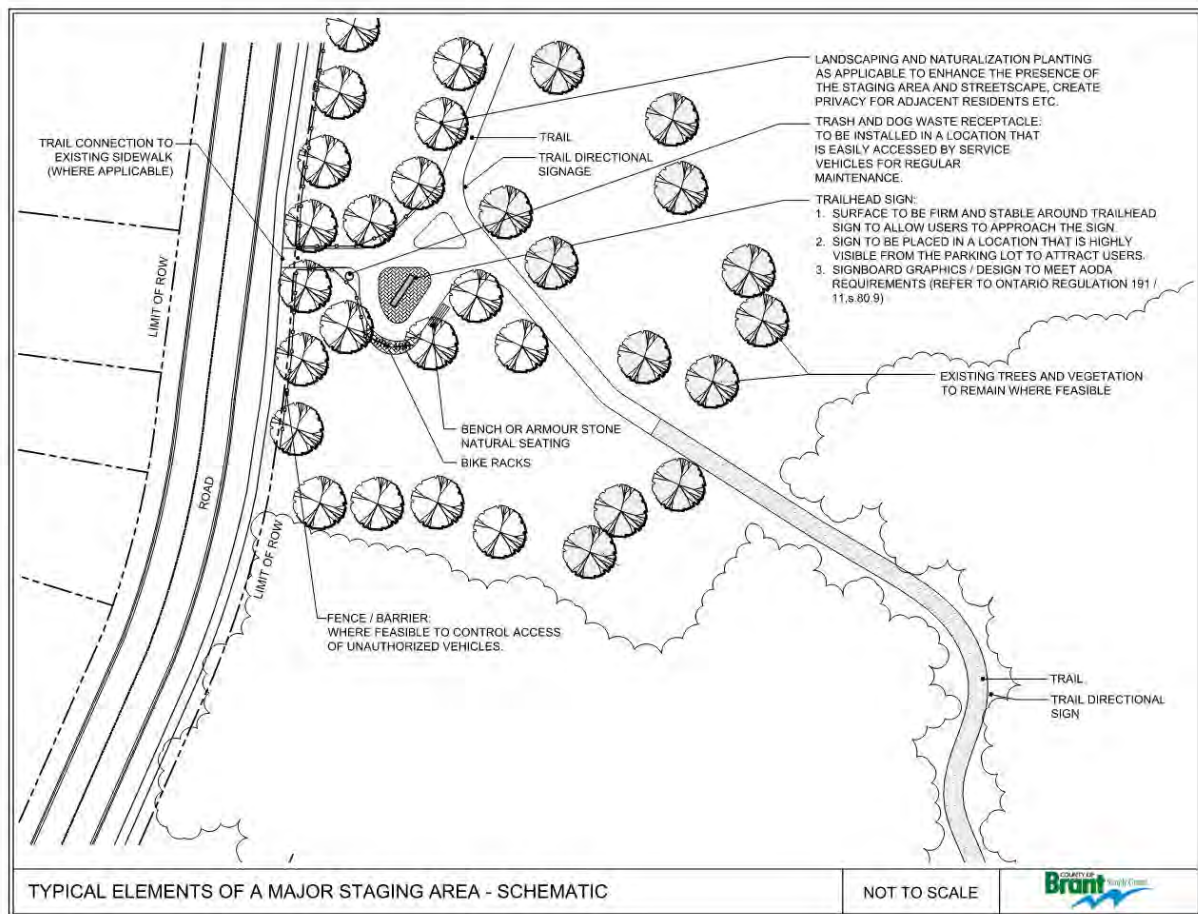 LANDSCAPING AND NATURALIZATION PLANTING
AS APPLICABLE TO ENHANCE THE PRESENCE OF
THE STAGING AREA AND STREETSCAPE, CREATE
PRIVACY FOR ADJACENT RESIDENTS ETC.
TRASH AND DOG WASTE RECEPTACLE:
TO BE INSTALLED IN A LOCATION THAT
IS EASILY ACCESSED BY SERVICE
VEHICLES FOR REGULAR
MAINTENANCE.
TRAILHEAD SIGN:
1. SURFACE TO BE FIRM AND STABLE AROUND TRAILHEAD
SIGN TO ALLOW USERS TO APPROACH THE SIGN.
2. SIGN TO BE PLACED IN A LOCATION THAT IS HIGHLY
VISIBLE FROM THE PARKING LOT TO ATTRACT USERS.
3. SIGNBOARD GRAPHICS / DESIGN TO MEET AODA
REQUIREMENTS (REFER TO ONTARIO REGULATION 191 /
11,s.80.9)
TRAIL CONNECTION TO
EXISTING SIDEWALK
(WHERE APPLICABLE)
TRAIL
TRAIL DIRECTIONAL
SIGNAGE
LIMIT OF ROW
ROAD
LIMIT OF ROW
EXISTING TREES AND VEGETATION
TO REMAIN WHERE FEASIBLE
BENCH OR ARMOUR STONE
NATURAL SEATING
BIKE RACKS
FENCE / BARRIER:
WHERE FEASIBLE TO CONTROL ACCESS
OF UNAUTHORIZED VEHICLES.
TRAIL
TRAIL DIRECTIONAL
SIGN
TYPICAL ELEMENTS OF A MAJOR STAGING AREA - SCHEMATIC
NOT TO SCALE
COUNTY OF
Brant